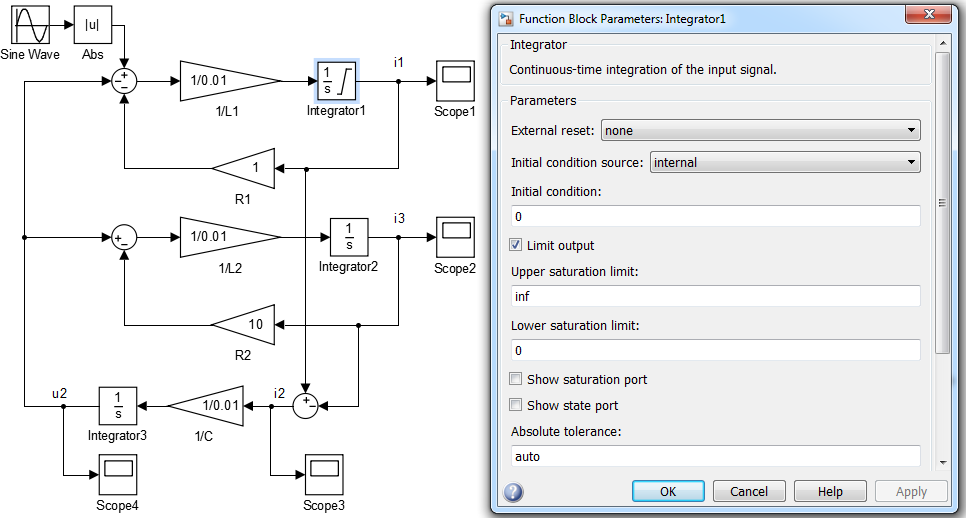 Sine Wave
|u|
Abs
1/0.01
1/L1
1
s
Integrator1
i1
Scope1
1
R1
1/0.01
1/L2
1
s
Integrator2
i3
Scope2
10
R2
u2
1
s
Integrator3
1/0.01
1/C
i2
Scope4
Scope3
Function Block Parameters: Integrator1
Integrator
Continuous-time integration of the input signal.
Parameters
External reset: none
Initial condition source: internal
Initial condition:
0
Limit output
Upper saturation limit:
inf
Lower saturation limit:
0
Show saturation port
Show state port
Absolute tolerance:
auto
OK Cancel Help Apply